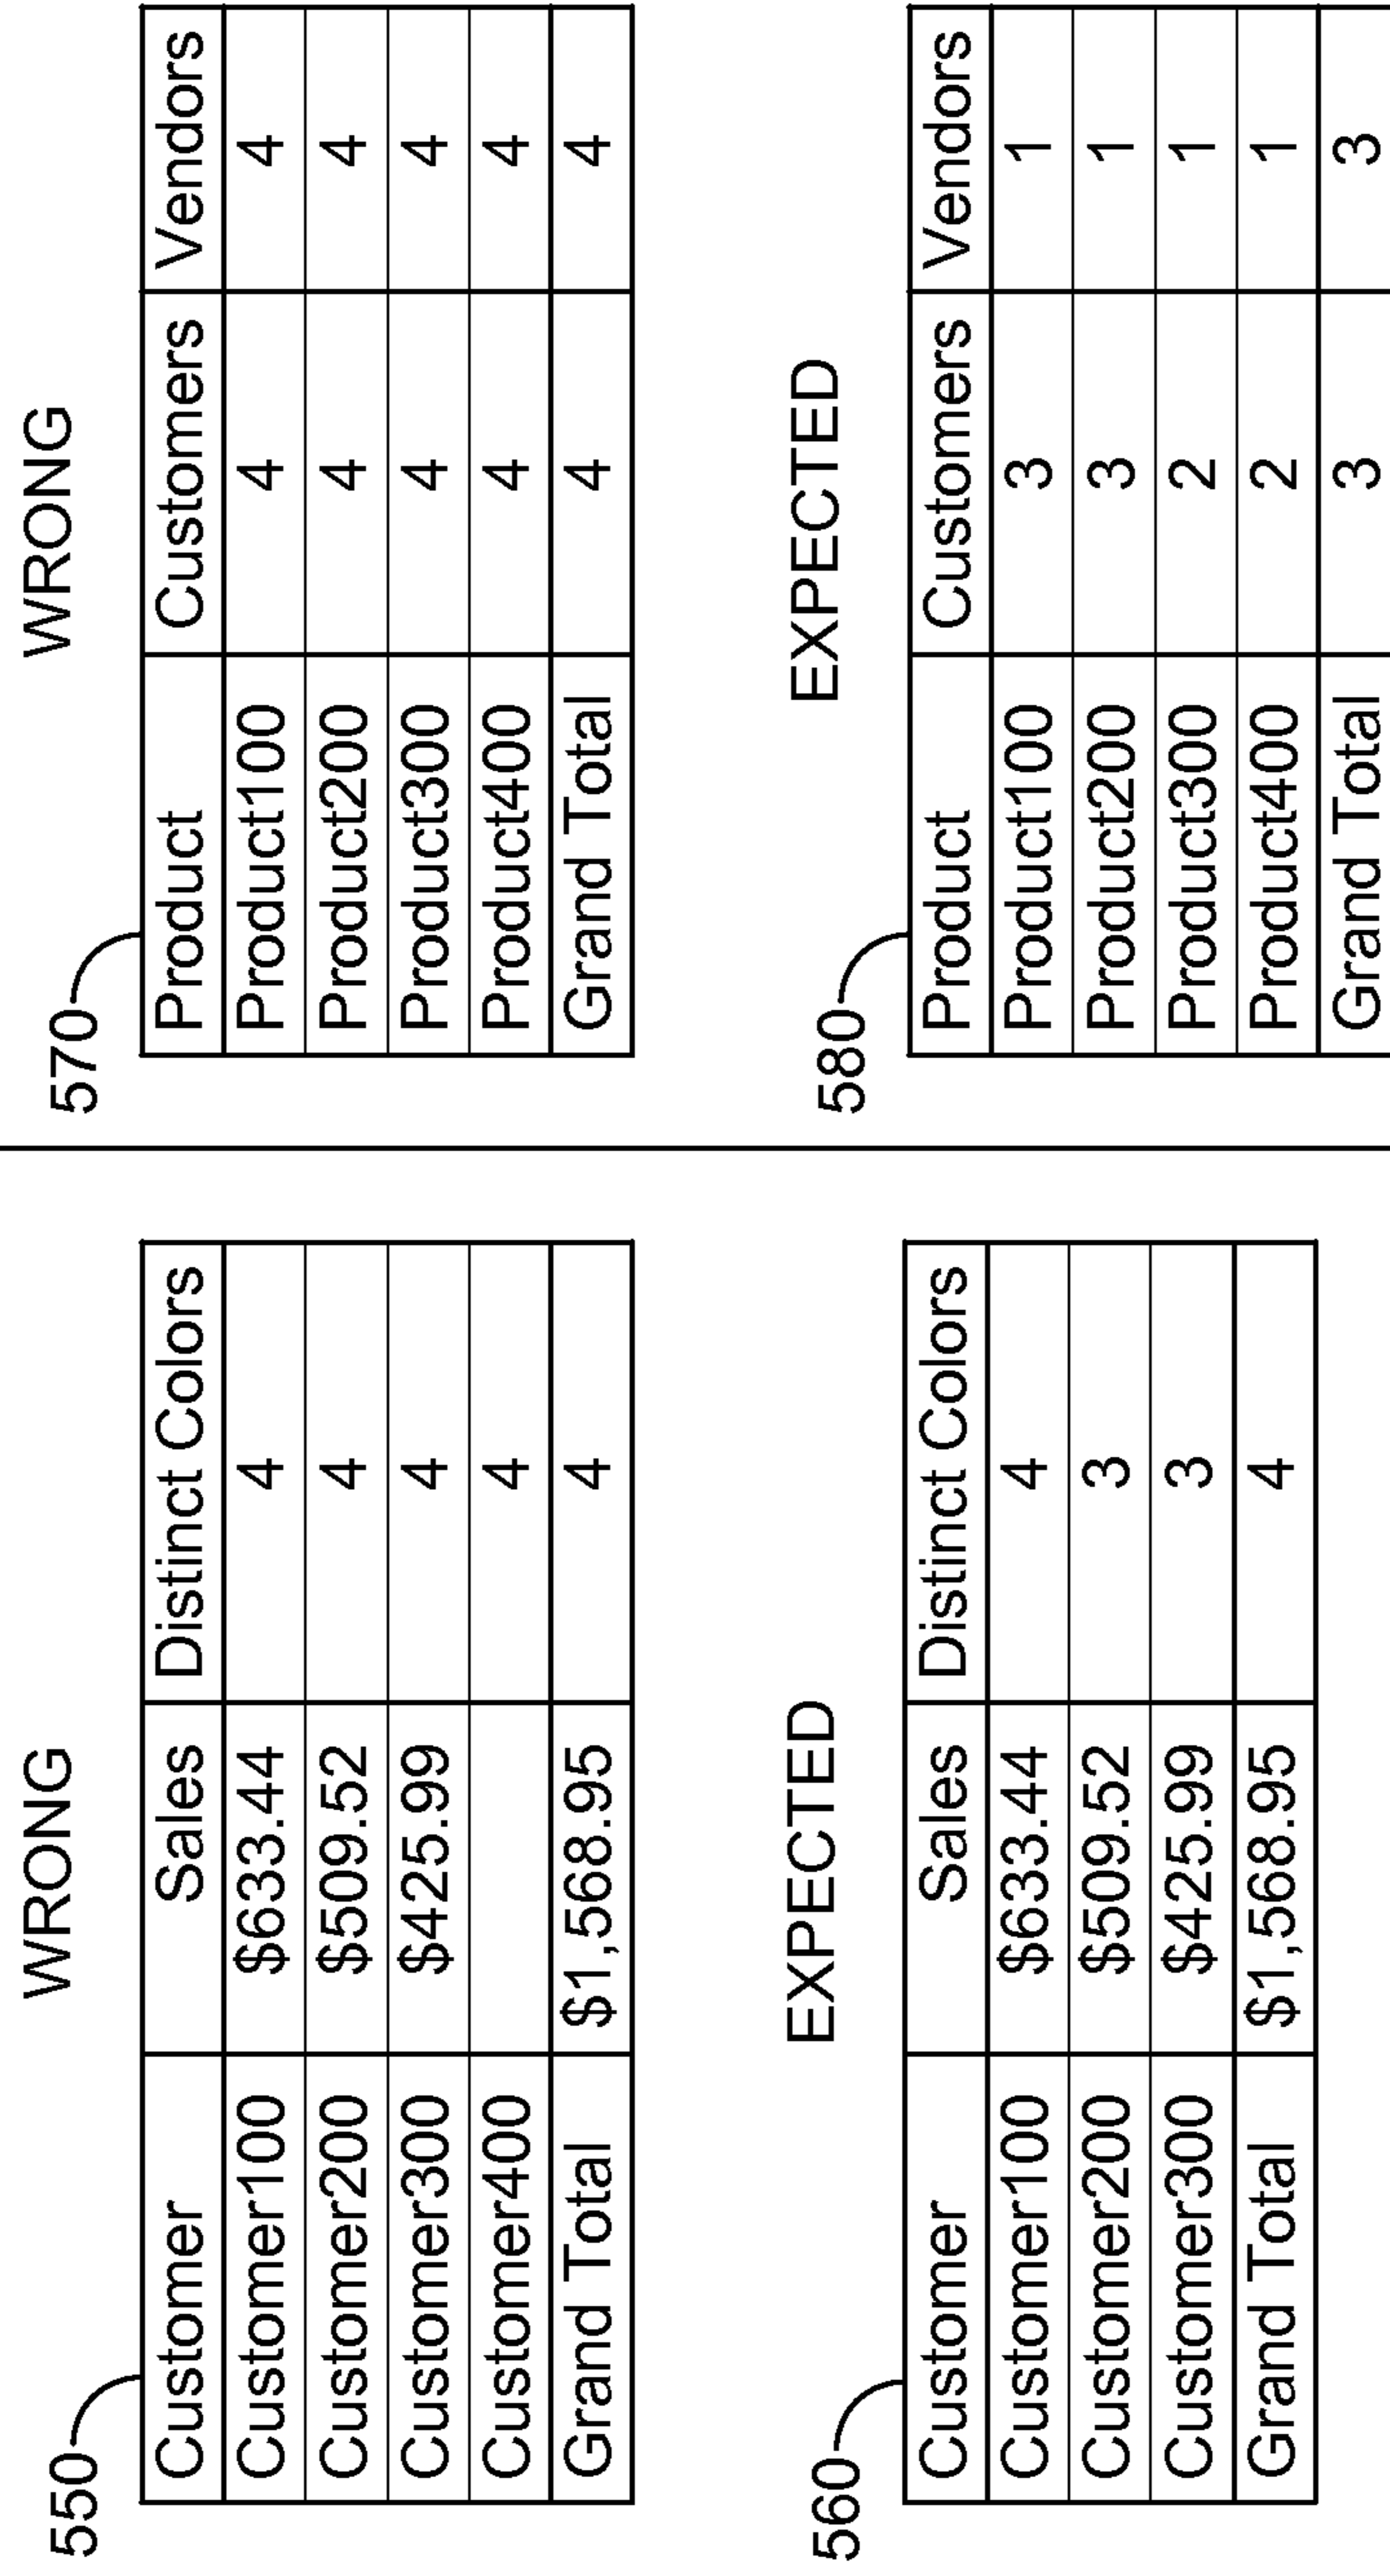 WRONG
550
Customer Sales Distinct Colors
Customer100 $633.44 4
Customer200 $509.52 4
Customer300 $425.99 4
Customer400 4
Grand Total $1,568.95 4
EXPECTED
560
Customer Sales Distinct Colors
Customer100 $633.44 4
Customer200 $509.52 3
Customer300 $425.99 3
Grand Total $1,568.95 4
WRONG
570
Product Customers Vendors
Product100 4 4
Product200 4 4
Product300 4 4
Product400 4 4
Grand Total 4 4
EXPECTED
580
Product Customers Vendors
Product100 3 1
Product200 3 1
Product300 2 1
Product400 2 1
Grand Total 3 3